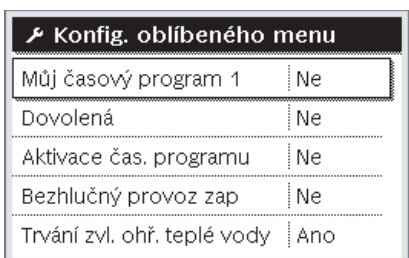 Konfig. oblíbeného menu
Můj časový program 1 Ne
Dovolená Ne
Aktivace čas. programu Ne
Bezhlučný provoz zap Ne
Trvání zvl. ohř. teplé vody Ano